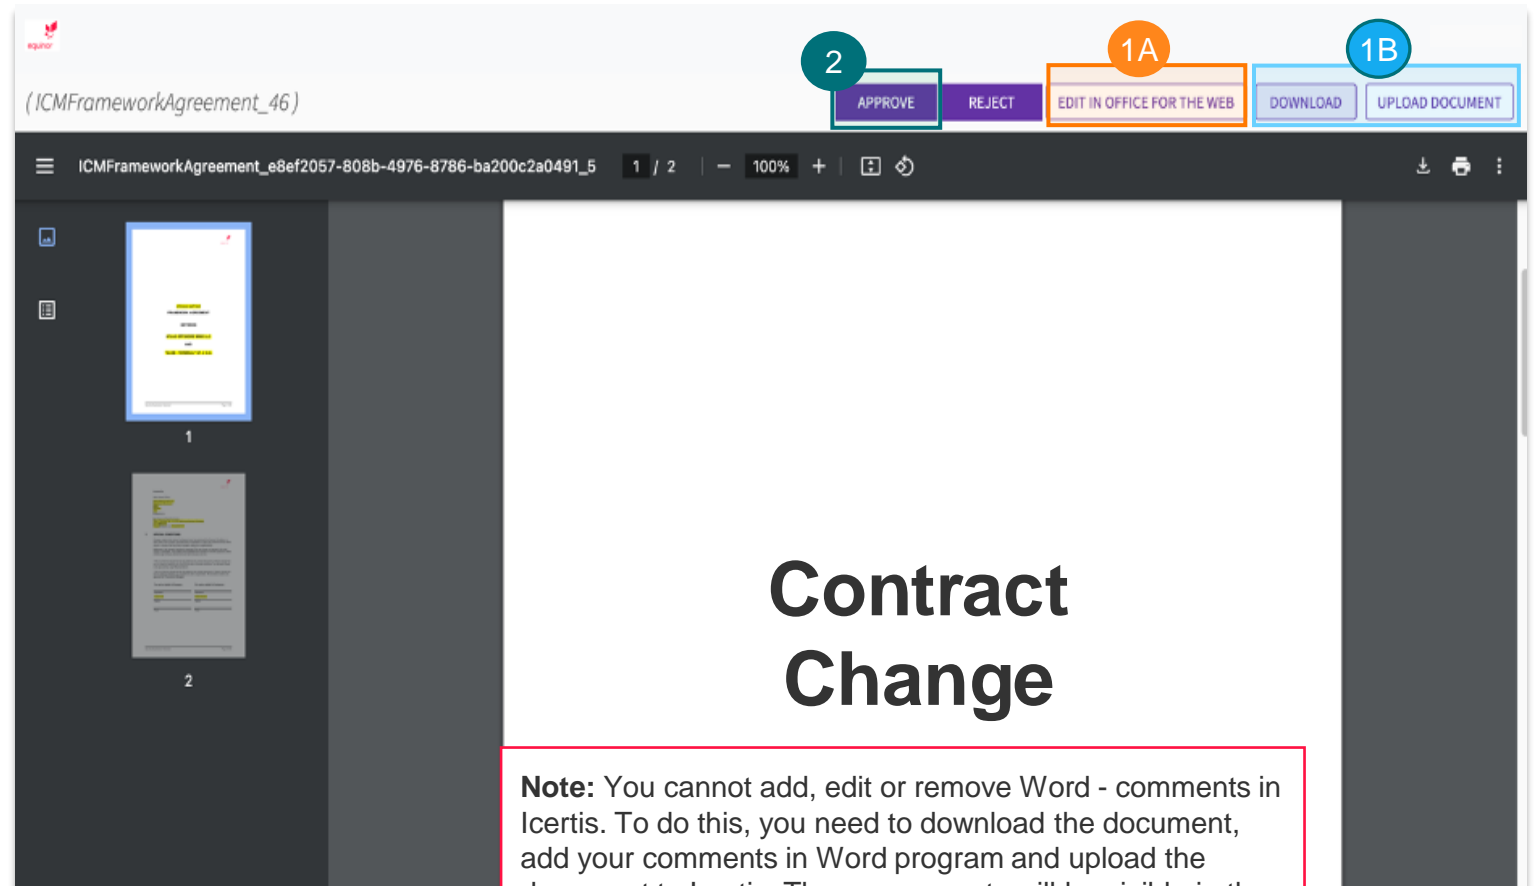 equinor
2
1A
1B
(ICMFrameworkAgreement_46)
APPROVE
REJECT
EDIT IN OFFICE FOR THE WEB
DOWNLOAD
UPLOAD DOCUMENT
ICMFrameworkAgreement_e8ef2057-808b-4976-8786-ba200c2a0491_5
1 / 2
100%
1
2
Contract
Change
Note: You cannot add, edit or remove Word - comments in
Icertis. To do this, you need to download the document,
add your comments in Word program and upload the